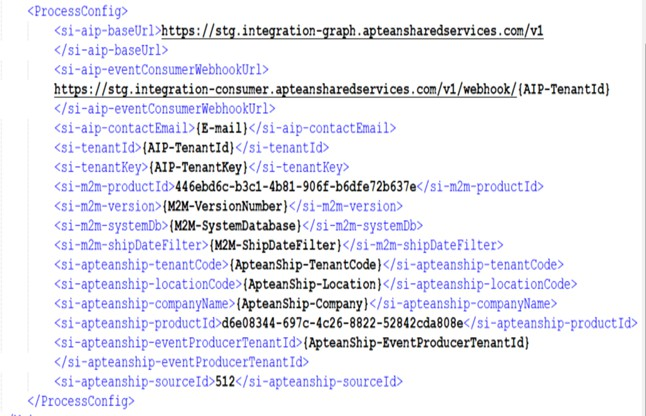 <ProcessConfig>
<si-aip-baseUrl>https://stg.integration-graph.apteansharedservices.com/v1
</si-aip-baseUrl>
<si-aip-eventConsumerWebhookUrl>
https://stg.integration-consumer.apteansharedservices.com/v1/webhook/{AIP-TenantId}
</si-aip-eventConsumerWebhookUrl>
<si-aip-contactEmail>{E-mail}</si-aip-contactEmail>
<si-tenantId>{AIP-TenantId}</si-tenantId>
<si-tenantKey>{AIP-TenantKey}</si-tenantKey>
<si-m2m-productId>446ebd6c-b3c1-4b81-906f-b6dfe72b637e</si-m2m-productId>
<si-m2m-version>{M2M-VersionNumber}</si-m2m-version>
<si-m2m-systemDb>{M2M-SystemDatabase}</si-m2m-systemDb>
<si-m2m-shipDateFilter>{M2M-ShipDateFilter}</si-m2m-shipDateFilter>
<si-apteanship-tenantCode>{ApteanShip-TenantCode}</si-apteanship-tenantCode>
<si-apteanship-locationCode>{ApteanShip-Location}</si-apteanship-locationCode>
<si-apteanship-companyName>{ApteanShip-Company}</si-apteanship-companyName>
<si-apteanship-productId>d6e08344-697c-4c26-8822-52842cda808e</si-apteanship-productId>
<si-apteanship-eventProducerTenantId>{ApteanShip-EventProducerTenantId}
</si-apteanship-eventProducerTenantId>
<si-apteanship-sourceId>512</si-apteanship-sourceId>
</ProcessConfig>